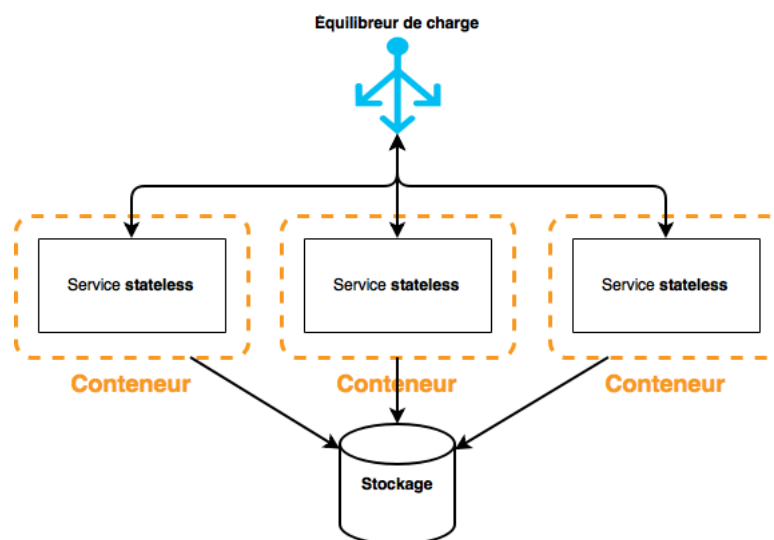 Équilibreur de charge
Service stateless
Service stateless
Service stateless
Conteneur
Conteneur
Conteneur
Stockage